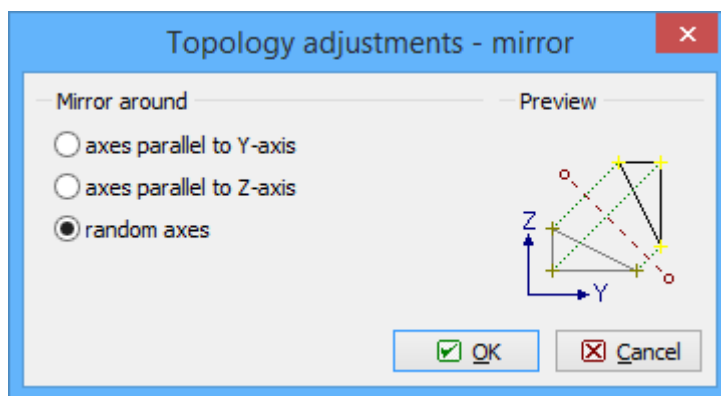 Topology adjustments - mirror
Mirror around
Preview
axes parallel to Y-axis
axes parallel to Z-axis
random axes
Z
Y
OK
Cancel